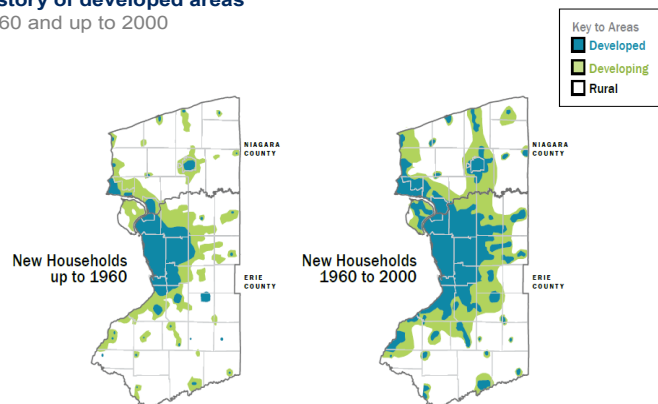 story of developed areas
60 and up to 2000
Key to Areas
Developed
Developing
Rural
NIAGARA
COUNTY
New Households
up to 1960
ERIE
COUNTY
NIAGARA
COUNTY
New Households
1960 to 2000
ERIE
COUNTY